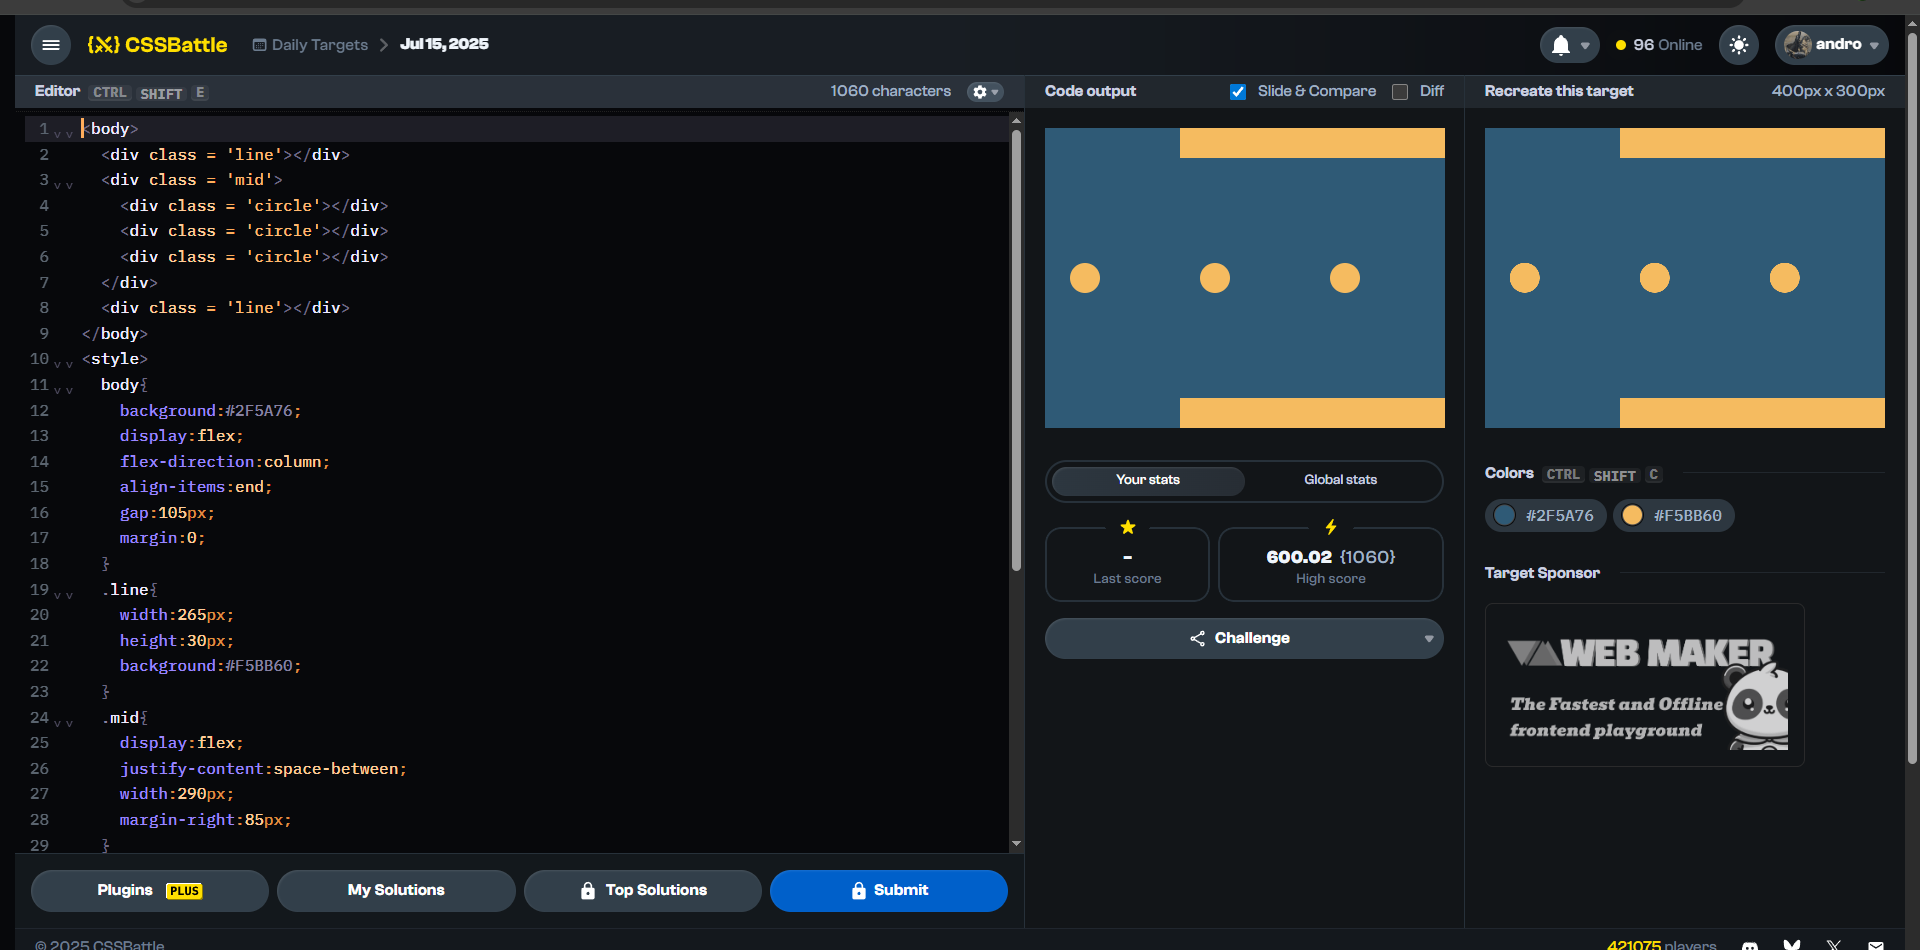 CSSBattle
Daily Targets
Jul 15, 2025
96 Online
andro
Editor CTRL SHIFT E
1060 characters
1 <body>
2 <div class = 'line'></div>
3 <div class = 'mid'>
4 <div class = 'circle'></div>
5 <div class = 'circle'></div>
6 <div class = 'circle'></div>
7 </div>
8 <div class = 'line'></div>
9 </body>
10 <style>
11 body{
12 background:#2F5A76;
13 display:flex;
14 flex-direction:column;
15 align-items:end;
16 gap:105px;
17 margin:0;
18 }
19 .line{
20 width:265px;
21 height:30px;
22 background:#F5BB60;
23 }
24 .mid{
25 display:flex;
26 justify-content:space-between;
27 width:290px;
28 margin-right:85px;
29 }
Plugins PLUS
My Solutions
Top Solutions
Submit
Code output
Slide & Compare
Diff
Your stats
Global stats
-
Last score
600.02 {1060}
High score
Challenge
Recreate this target
400px x 300px
Colors CTRL SHIFT C
#2F5A76
#F5BB60
Target Sponsor
WEB MAKER
The Fastest and Offline
frontend playground
© 2025 CSSBattle
421075 players